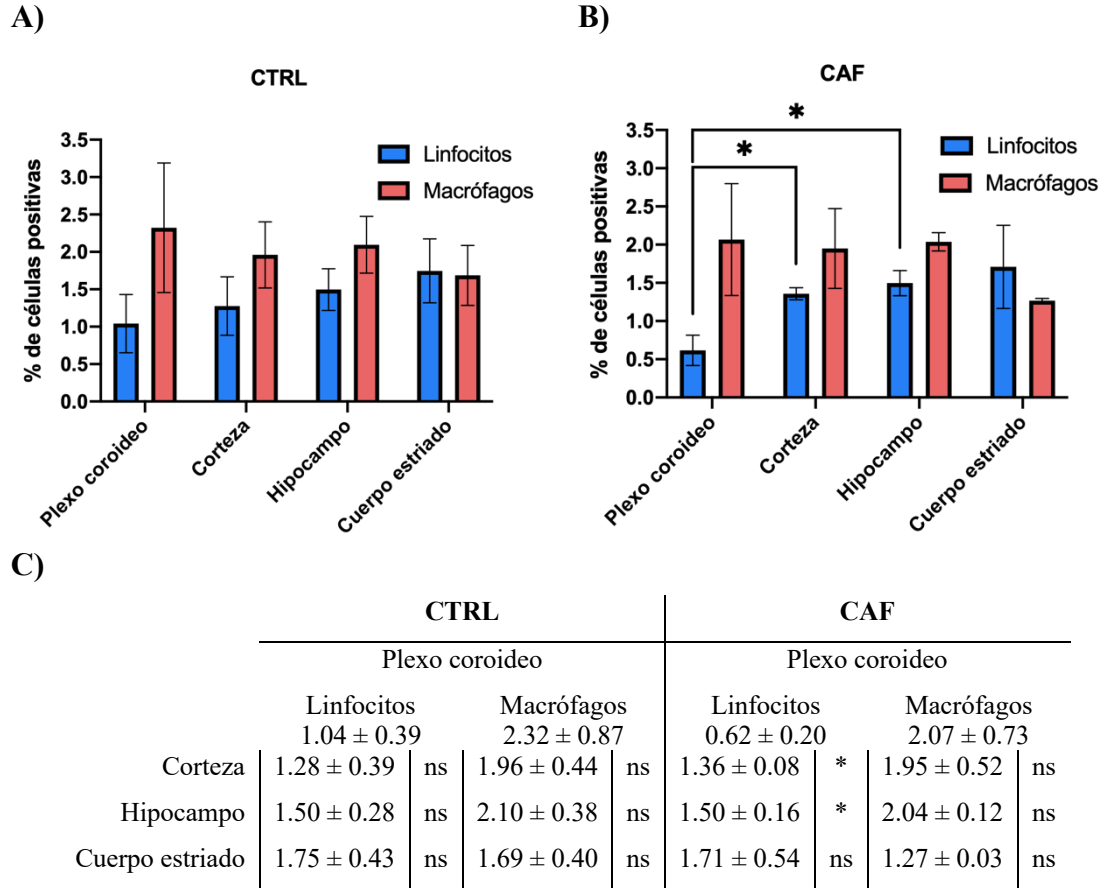 A)
CTRL
% de células positivas
3.5
3.0
2.5
2.0
1.5
1.0
0.5
0.0
Linfocitos
Macrófagos
Plexo coroideo
Corteza
Hipocampo
Cuerpo estriado
B)
CAF
% de células positivas
3.5
3.0
2.5
2.0
1.5
1.0
0.5
0.0
*
*
Linfocitos
Macrófagos
Plexo coroideo
Corteza
Hipocampo
Cuerpo estriado
C)
CTRL CAF
Plexo coroideo Plexo coroideo
Linfocitos Macrófagos Linfocitos Macrófagos
1.04 ± 0.39 2.32 ± 0.87 0.62 ± 0.20 2.07 ± 0.73
Corteza 1.28 ± 0.39 ns 1.96 ± 0.44 ns 1.36 ± 0.08 * 1.95 ± 0.52 ns
Hipocampo 1.50 ± 0.28 ns 2.10 ± 0.38 ns 1.50 ± 0.16 * 2.04 ± 0.12 ns
Cuerpo estriado 1.75 ± 0.43 ns 1.69 ± 0.40 ns 1.71 ± 0.54 ns 1.27 ± 0.03 ns